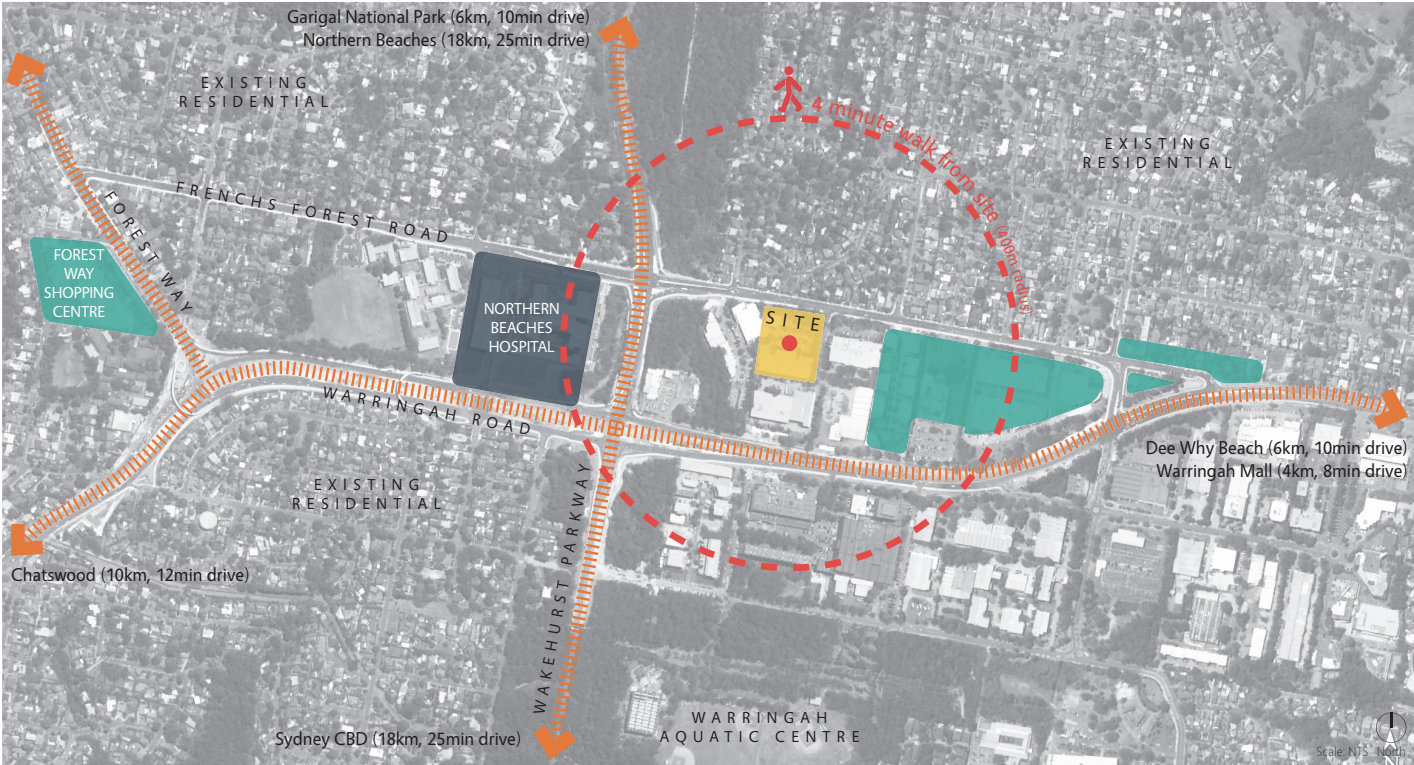 Garigal National Park (6km, 10min drive)
Northern Beaches (18km, 25min drive)
EXISTING
RESIDENTIAL
4 minute walk from site (400m radius)
EXISTING
RESIDENTIAL
FRENCHS FOREST ROAD
FOREST WAY
FOREST
WAY
SHOPPING
CENTRE
NORTHERN
BEACHES
HOSPITAL
SITE
WARRINGAH ROAD
Dee Why Beach (6km, 10min drive)
Warringah Mall (4km, 8min drive)
EXISTING
RESIDENTIAL
WAKEHURST PARKWAY
Chatswood (10km, 12min drive)
Sydney CBD (18km, 25min drive)
WARRINGAH
AQUATIC CENTRE
Scale: NTS North
N